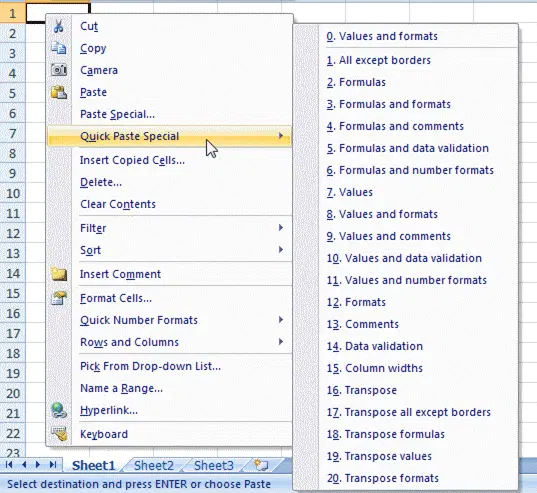 1
2
3
4
5
6
7
8
9
10
11
12
13
14
15
16
17
18
19
20
21
22
Cut
Copy
Camera
Paste
Paste Special...
Quick Paste Special
Insert Copied Cells...
Delete...
Clear Contents
Filter
Sort
Insert Comment
Format Cells...
Quick Number Formats
Rows and Columns
Pick From Drop-down List...
Name a Range...
Hyperlink...
Keyboard
0. Values and formats
1. All except borders
2. Formulas
3. Formulas and formats
4. Formulas and comments
5. Formulas and data validation
6. Formulas and number formats
7. Values
8. Values and formats
9. Values and comments
10. Values and data validation
11. Values and number formats
12. Formats
13. Comments
14. Data validation
15. Column widths
16. Transpose
17. Transpose all except borders
18. Transpose formulas
19. Transpose values
20. Transpose formats
Sheet1 Sheet2 Sheet3
Select destination and press ENTER or choose Paste